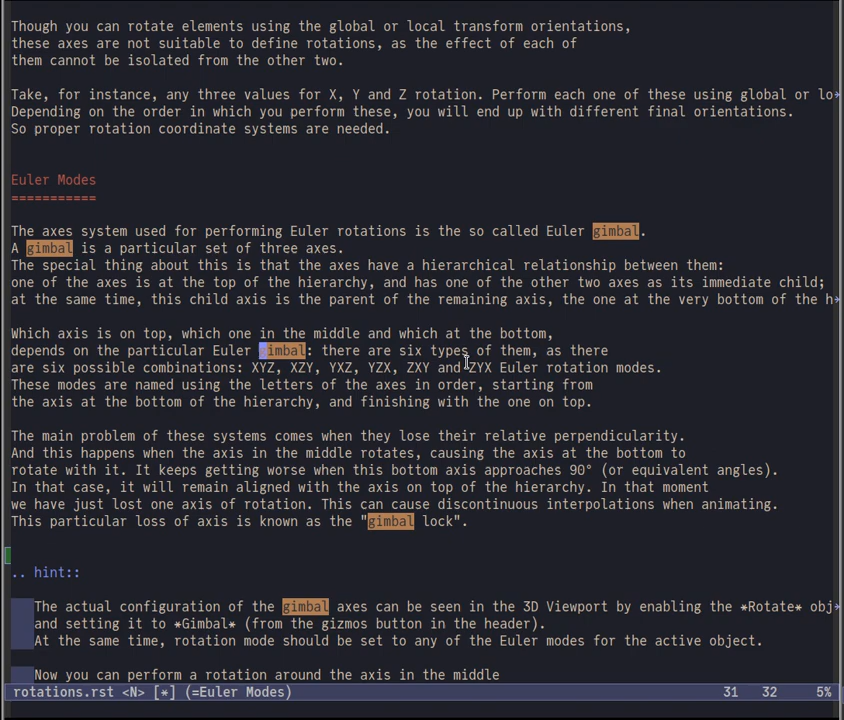 Though you can rotate elements using the global or local transform orientations,
these axes are not suitable to define rotations, as the effect of each of
them cannot be isolated from the other two.
Take, for instance, any three values for X, Y and Z rotation. Perform each one of these using global or lo→
Depending on the order in which you perform these, you will end up with different final orientations.
So proper rotation coordinate systems are needed.
Euler Modes
===========
The axes system used for performing Euler rotations is the so called Euler gimbal.
A gimbal is a particular set of three axes.
The special thing about this is that the axes have a hierarchical relationship between them:
one of the axes is at the top of the hierarchy, and has one of the other two axes as its immediate child;
at the same time, this child axis is the parent of the remaining axis, the one at the very bottom of the h→
Which axis is on top, which one in the middle and which at the bottom,
depends on the particular Euler gimbal: there are six types of them, as there
are six possible combinations: XYZ, XZY, YXZ, YZX, ZXY and ZYX Euler rotation modes.
These modes are named using the letters of the axes in order, starting from
the axis at the bottom of the hierarchy, and finishing with the one on top.
The main problem of these systems comes when they lose their relative perpendicularity.
And this happens when the axis in the middle rotates, causing the axis at the bottom to
rotate with it. It keeps getting worse when this bottom axis approaches 90° (or equivalent angles).
In that case, it will remain aligned with the axis on top of the hierarchy. In that moment
we have just lost one axis of rotation. This can cause discontinuous interpolations when animating.
This particular loss of axis is known as the "gimbal lock".
.. hint::
The actual configuration of the gimbal axes can be seen in the 3D Viewport by enabling the *Rotate* obj→
and setting it to *Gimbal* (from the gizmos button in the header).
At the same time, rotation mode should be set to any of the Euler modes for the active object.
Now you can perform a rotation around the axis in the middle
rotations.rst <N> [*] (=Euler Modes) 31 32 5%